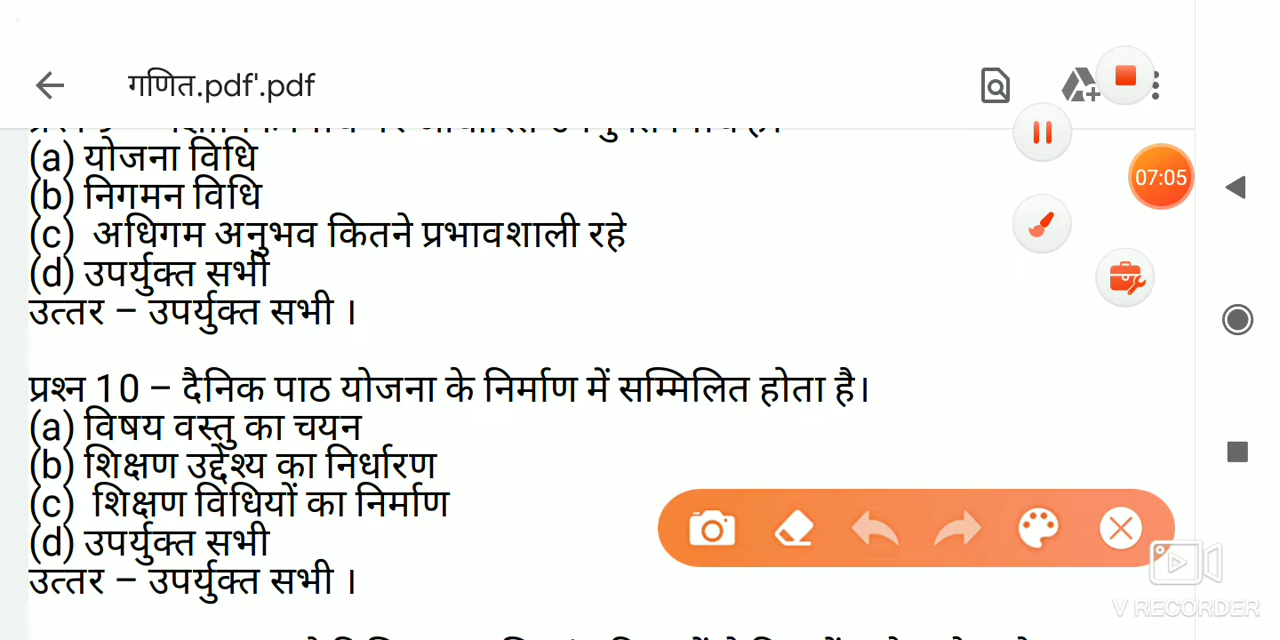 गणित.pdf'.pdf
07:05
(a) योजना विधि
(b) निगमन विधि
(c) अधिगम अनुभव कितने प्रभावशाली रहे
(d) उपर्युक्त सभी
उत्तर – उपर्युक्त सभी ।
प्रश्न 10 – दैनिक पाठ योजना के निर्माण में सम्मिलित होता है।
(a) विषय वस्तु का चयन
(b) शिक्षण उद्देश्य का निर्धारण
(c) शिक्षण विधियों का निर्माण
(d) उपर्युक्त सभी
उत्तर – उपर्युक्त सभी ।
V RECORDER